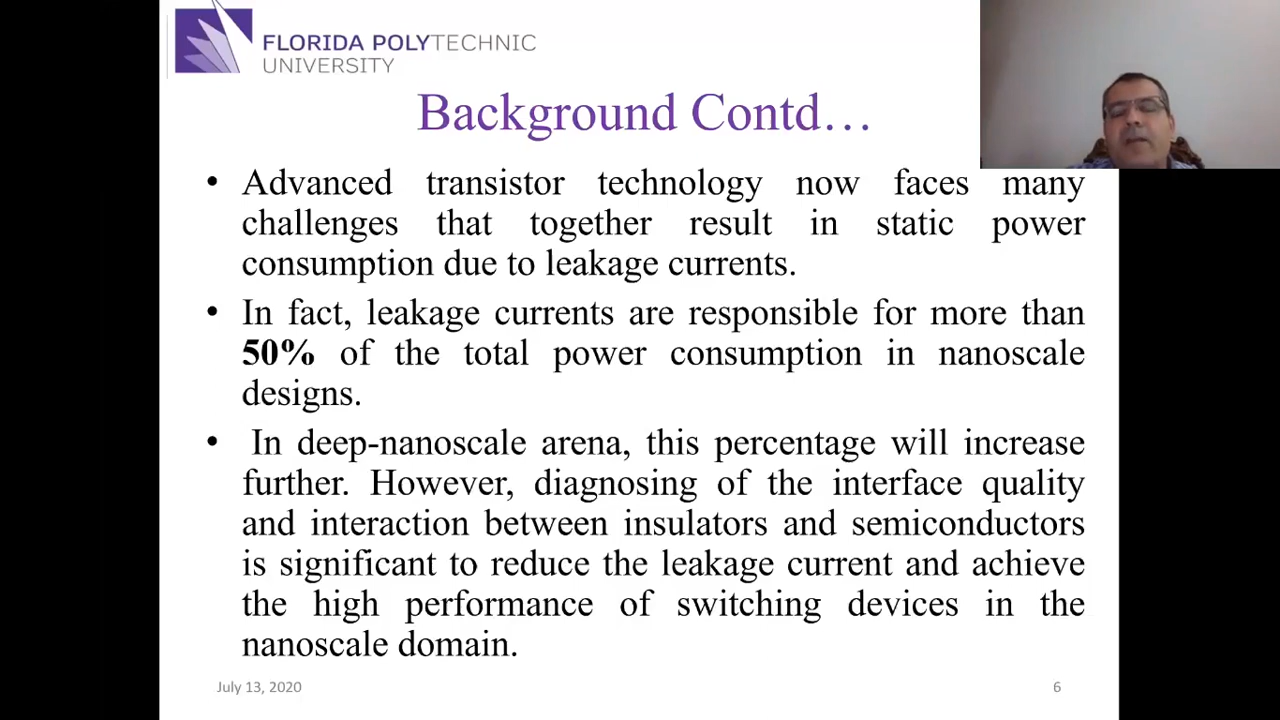 FLORIDA POLYTECHNIC
UNIVERSITY
Background Contd…
• Advanced transistor technology now faces many
challenges that together result in static power
consumption due to leakage currents.
• In fact, leakage currents are responsible for more than
50% of the total power consumption in nanoscale
designs.
• In deep-nanoscale arena, this percentage will increase
further. However, diagnosing of the interface quality
and interaction between insulators and semiconductors
is significant to reduce the leakage current and achieve
the high performance of switching devices in the
nanoscale domain.
July 13, 2020
6